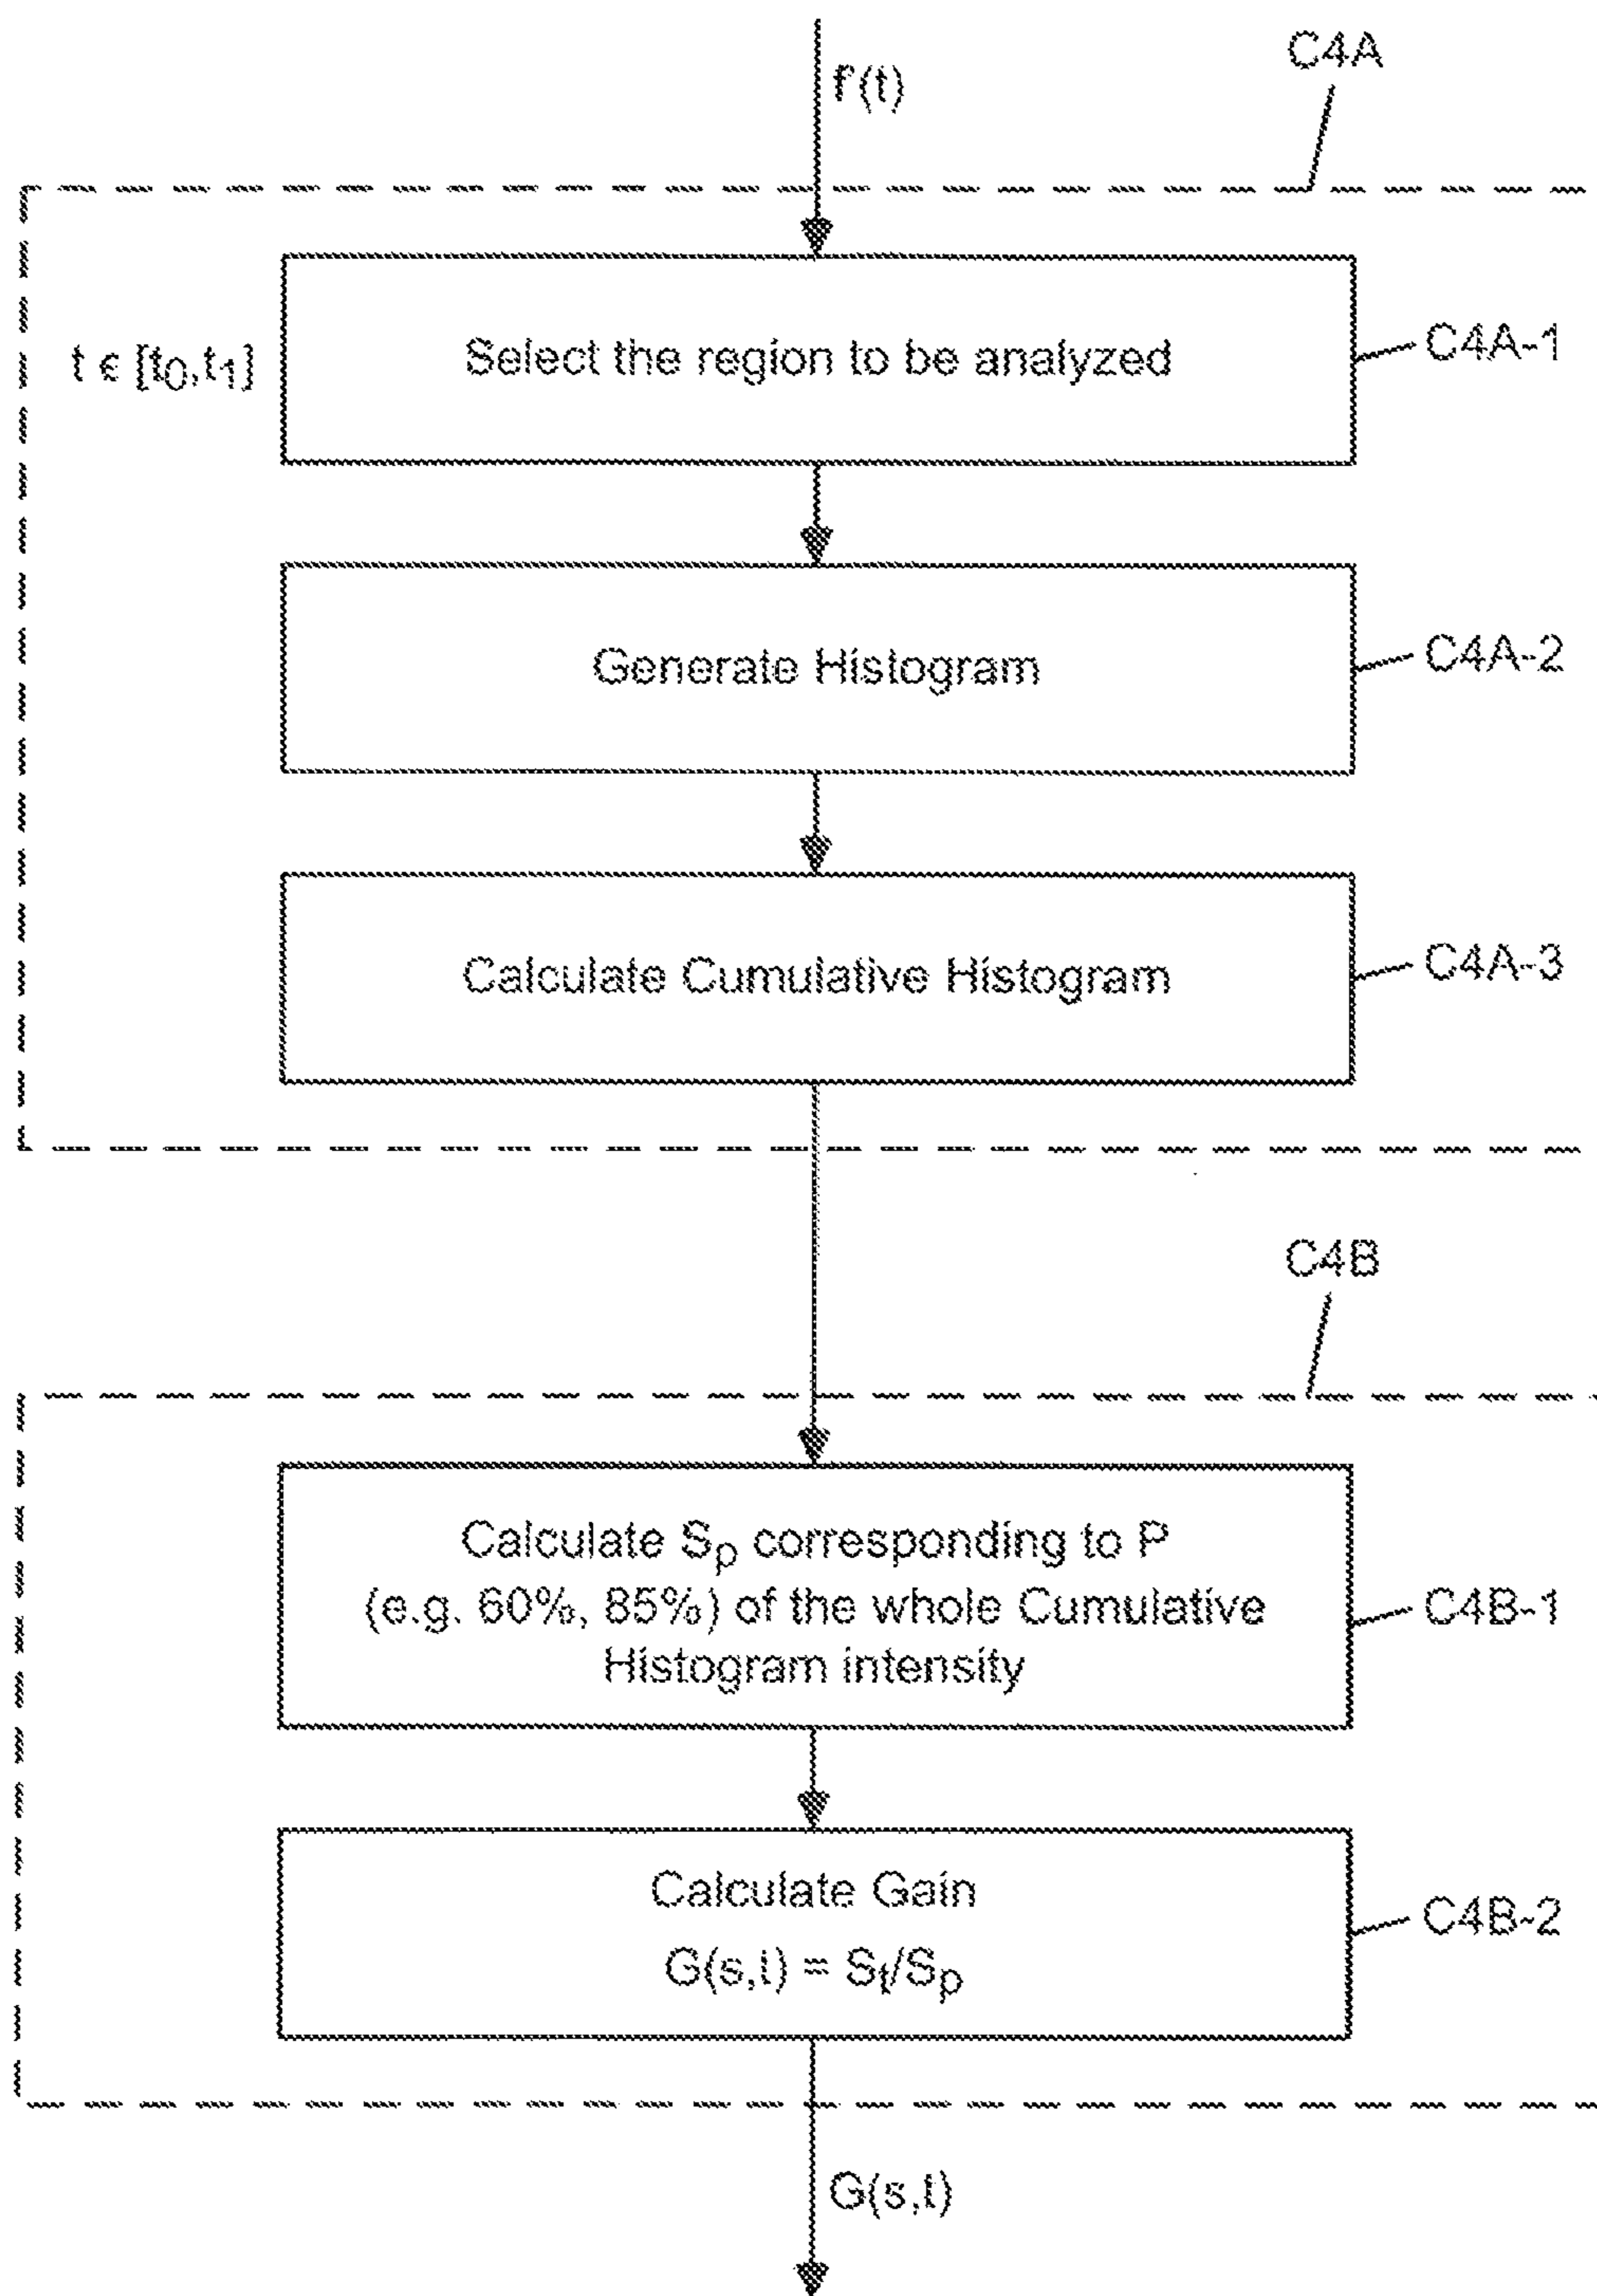 f'(t)
C4A
t ϵ [t₀,t₁]
Select the region to be analyzed
C4A-1
Generate Histogram
C4A-2
Calculate Cumulative Histogram
C4A-3
C4B
Calculate Sₚ corresponding to P
(e.g. 60%, 85%) of the whole Cumulative
Histogram intensity
C4B-1
Calculate Gain
G(s,t) = Sₜ/Sₚ
C4B-2
G(s,t)